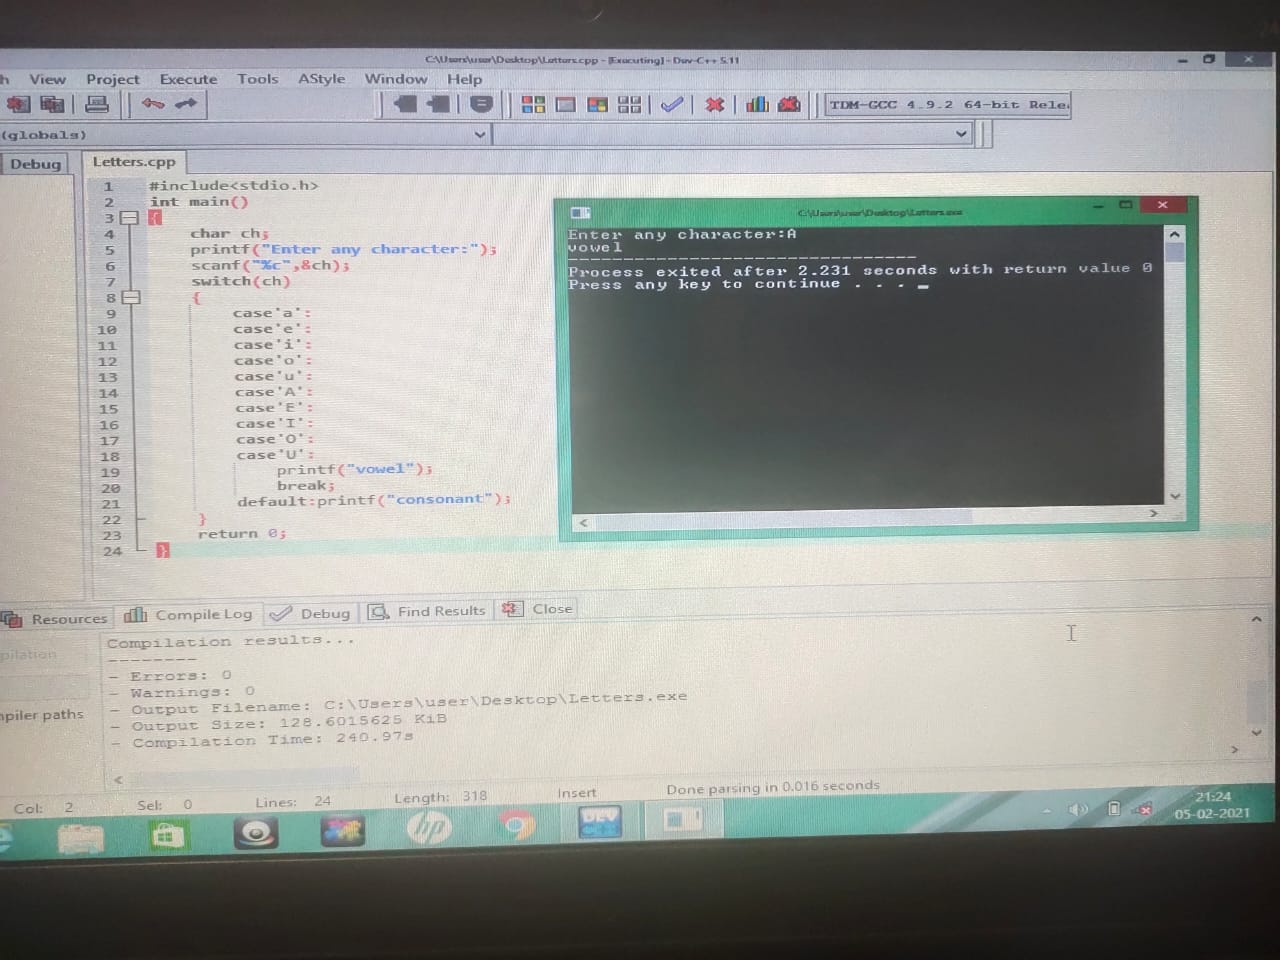 C:\Users\user\Desktop\Letters.cpp - [Executing] - Dev-C++ 5.11
h View Project Execute Tools AStyle Window Help
TDM-GCC 4.9.2 64-bit Rele
(globals)
Debug Letters.cpp
1 #include<stdio.h>
2 int main()
3 {
4 char ch;
5 printf("Enter any character:");
6 scanf("%c",&ch);
7 switch(ch)
8 {
9 case'a':
10 case'e':
11 case'i':
12 case'o':
13 case'u':
14 case'A':
15 case'E':
16 case'I':
17 case'O':
18 case'U':
19 printf("vowel");
20 break;
21 default:printf("consonant");
22 }
23 return 0;
24 }
C:\Users\user\Desktop\Letters.exe
Enter any character:A
vowel
--------------------------------
Process exited after 2.231 seconds with return value 0
Press any key to continue . . .
Resources Compile Log Debug Find Results Close
pilation
mpiler paths
Compilation results...
--------
- Errors: 0
- Warnings: 0
- Output Filename: C:\Users\user\Desktop\Letters.exe
- Output Size: 128.6015625 KiB
- Compilation Time: 240.97s
Col: 2 Sel: 0 Lines: 24 Length: 318 Insert Done parsing in 0.016 seconds
hp
DEV
C++
21:24
05-02-2021